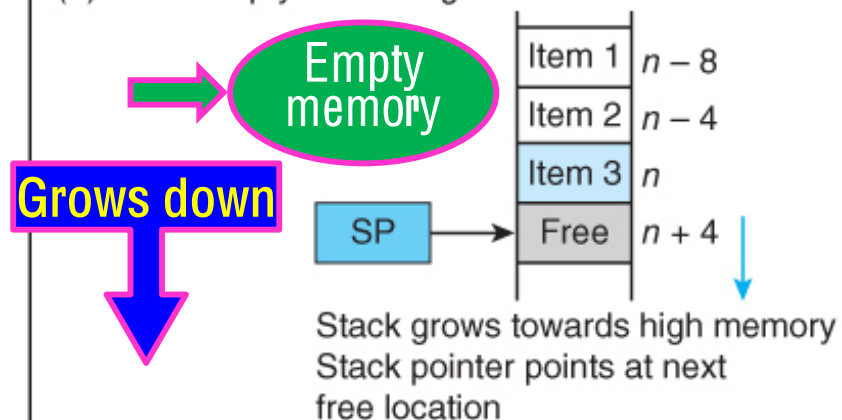 Empty
memory
Item 1 n – 8
Item 2 n – 4
Item 3 n
Grows down
SP Free n + 4
Stack grows towards high memory
Stack pointer points at next
free location